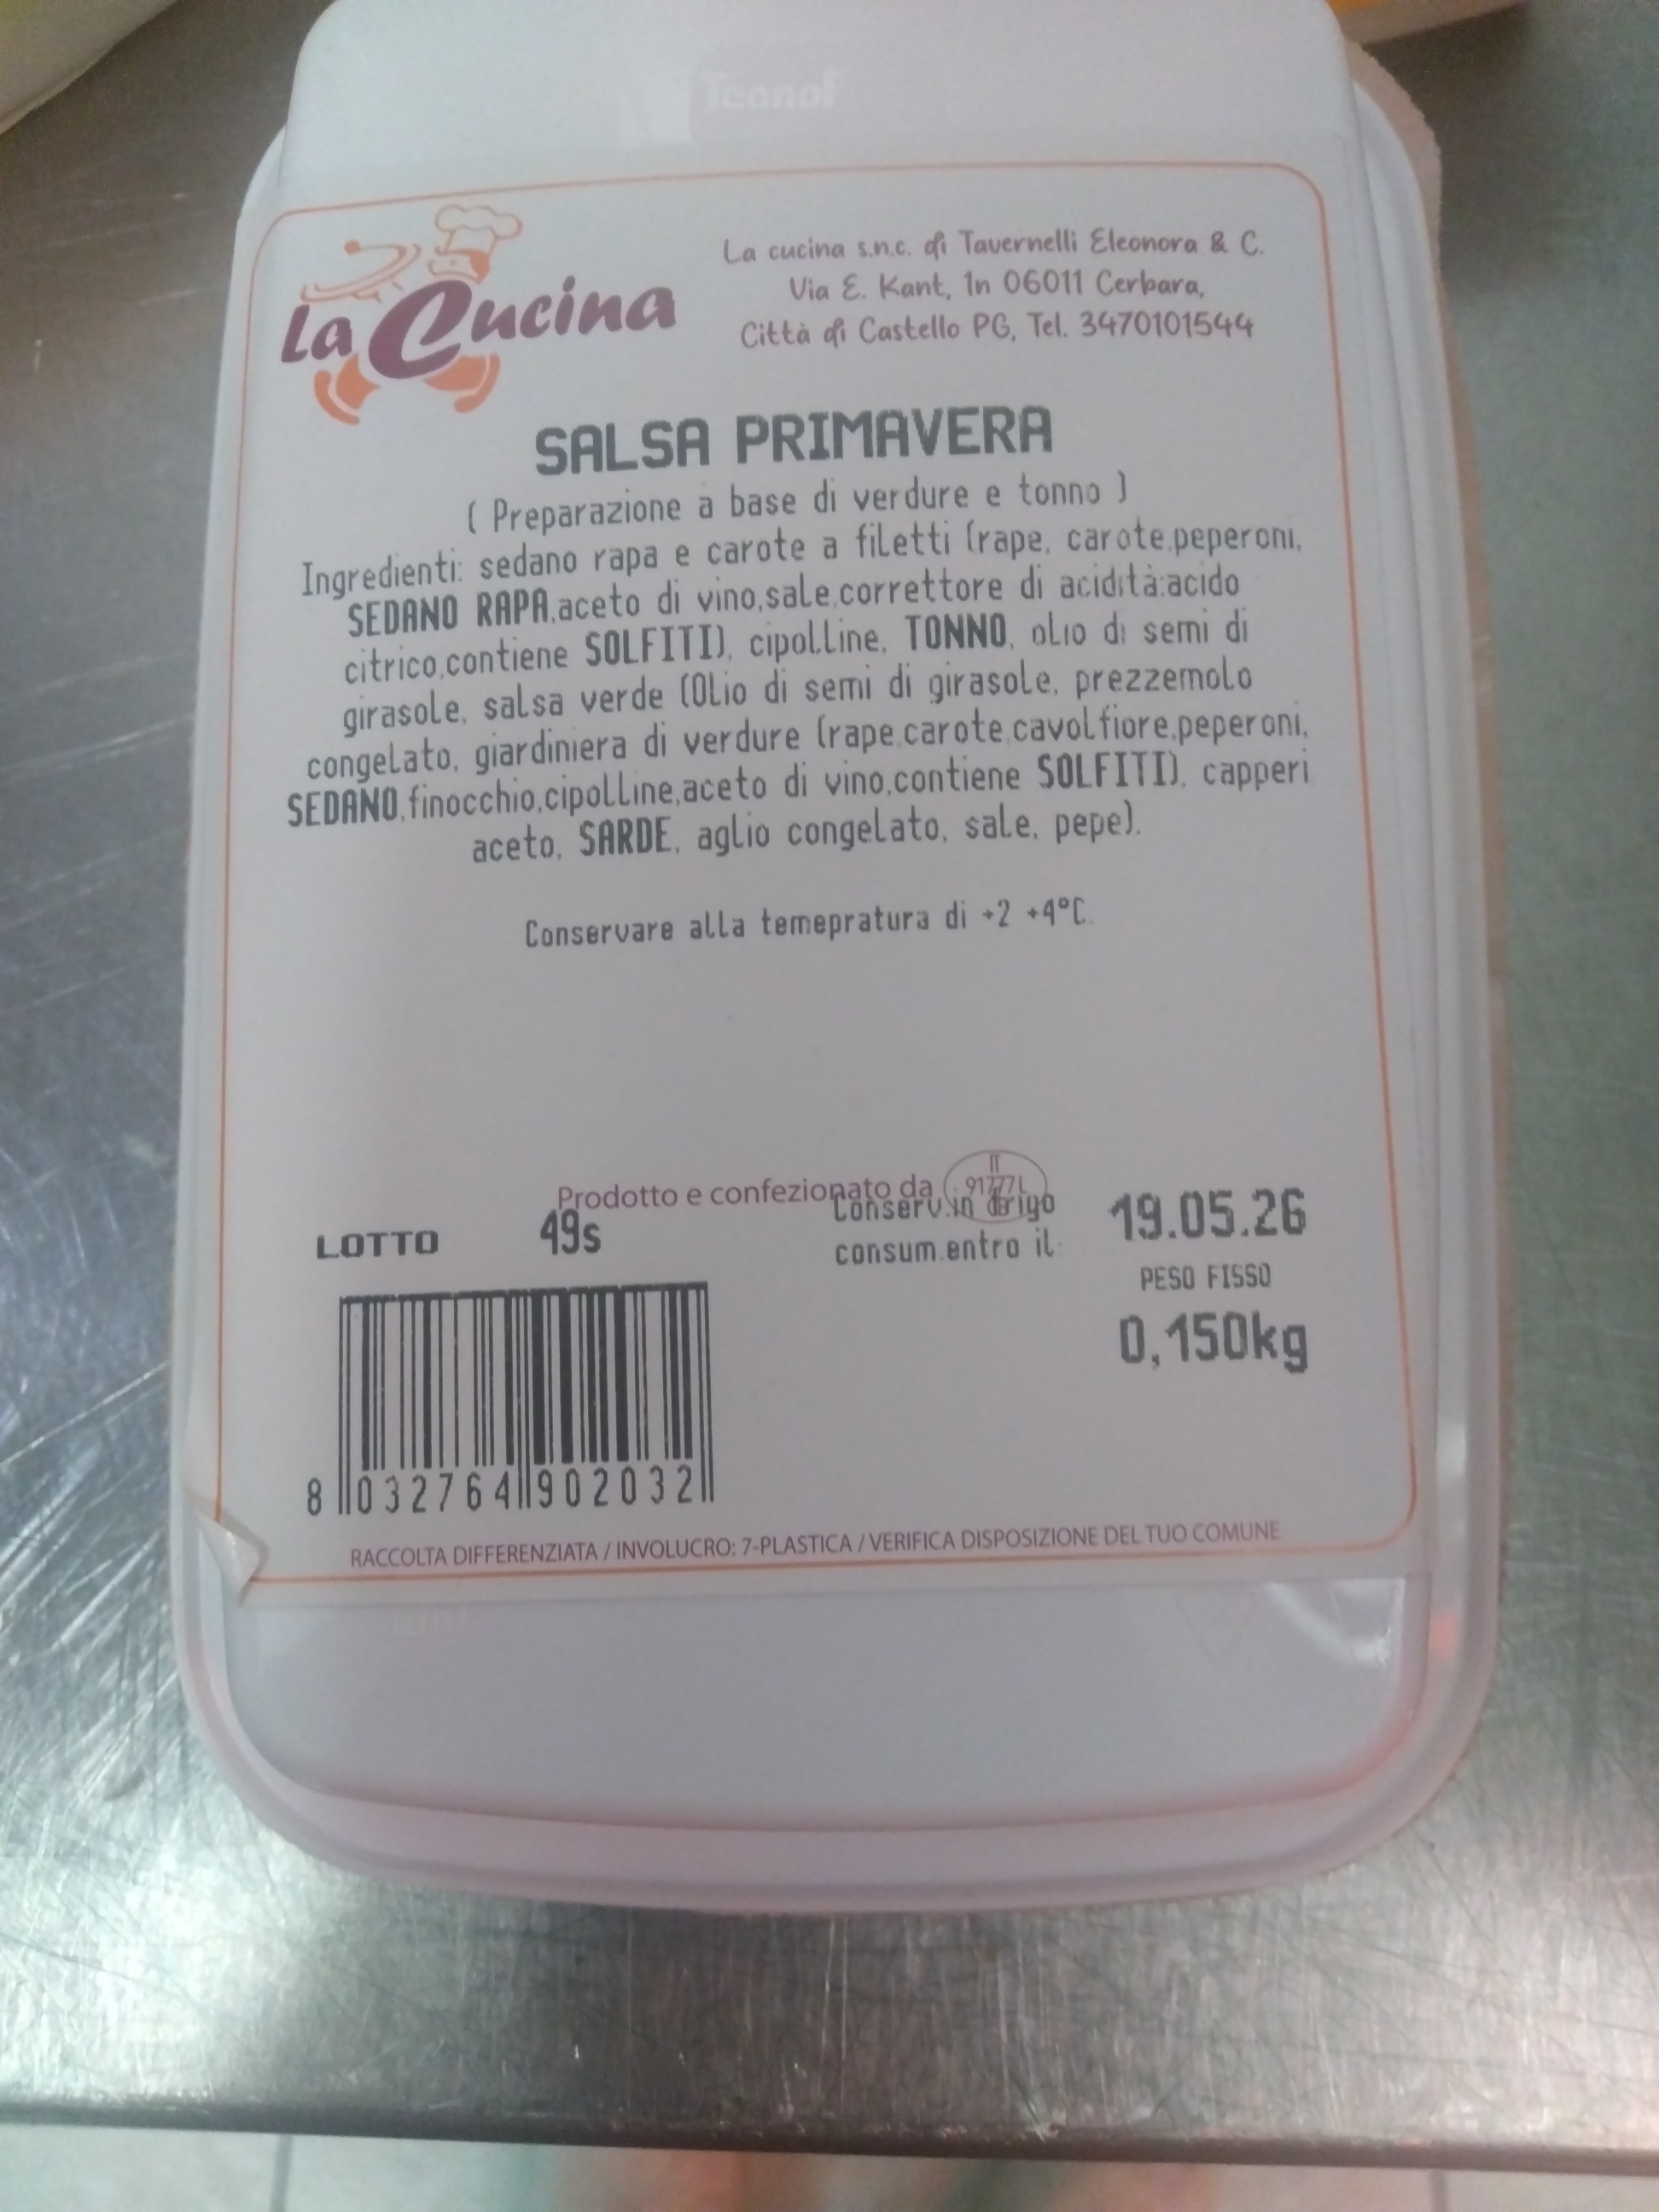 Tecnof
La Cucina
La cucina s.n.c. di Tavernelli Eleonora & C.
Via E. Kant, 1n 06011 Cerbara,
Città di Castello PG, Tel. 3470101544
SALSA PRIMAVERA
( Preparazione a base di verdure e tonno )
Ingredienti: sedano rapa e carote a filetti (rape, carote,peperoni,
SEDANO RAPA,aceto di vino,sale,correttore di acidità:acido
citrico,contiene SOLFITI), cipolline, TONNO, olio di semi di
girasole, salsa verde (Olio di semi di girasole, prezzemolo
congelato, giardiniera di verdure (rape,carote,cavolfiore,peperoni,
SEDANO,finocchio,cipolline,aceto di vino,contiene SOLFITI), capperi
aceto, SARDE, aglio congelato, sale, pepe).
Conservare alla temepratura di +2 +4°C.
Prodotto e confezionato da
IT
91777L
LOTTO 49s
Conserv.in frigo
consum.entro il
19.05.26
PESO FISSO
0,150kg
8 032764 902032
RACCOLTA DIFFERENZIATA / INVOLUCRO: 7-PLASTICA / VERIFICA DISPOSIZIONE DEL TUO COMUNE